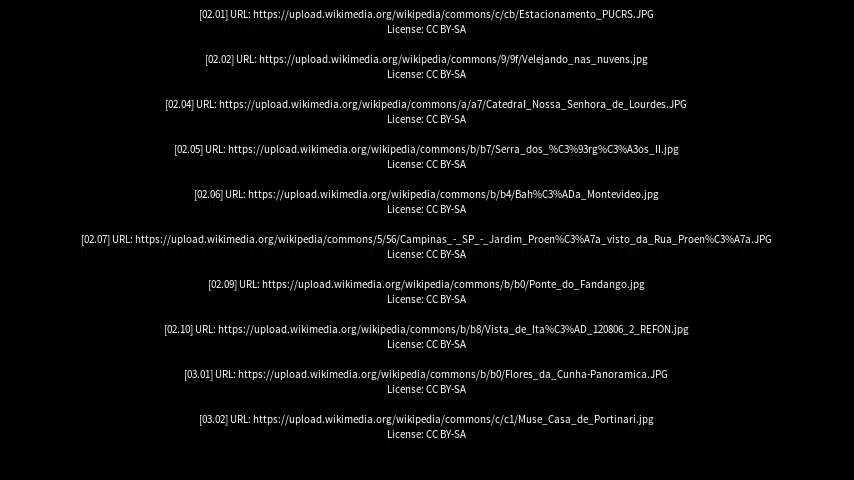 [02.01] URL: https://upload.wikimedia.org/wikipedia/commons/c/cb/Estacionamento_PUCRS.JPG
License: CC BY-SA
[02.02] URL: https://upload.wikimedia.org/wikipedia/commons/9/9f/Velejando_nas_nuvens.jpg
License: CC BY-SA
[02.04] URL: https://upload.wikimedia.org/wikipedia/commons/a/a7/Catedral_Nossa_Senhora_de_Lourdes.JPG
License: CC BY-SA
[02.05] URL: https://upload.wikimedia.org/wikipedia/commons/b/b7/Serra_dos_%C3%93rg%C3%A3os_II.jpg
License: CC BY-SA
[02.06] URL: https://upload.wikimedia.org/wikipedia/commons/b/b4/Bah%C3%ADa_Montevideo.jpg
License: CC BY-SA
[02.07] URL: https://upload.wikimedia.org/wikipedia/commons/5/56/Campinas_-_SP_-_Jardim_Proen%C3%A7a_visto_da_Rua_Proen%C3%A7a.JPG
License: CC BY-SA
[02.09] URL: https://upload.wikimedia.org/wikipedia/commons/b/b0/Ponte_do_Fandango.jpg
License: CC BY-SA
[02.10] URL: https://upload.wikimedia.org/wikipedia/commons/b/b8/Vista_de_Ita%C3%AD_120806_2_REFON.jpg
License: CC BY-SA
[03.01] URL: https://upload.wikimedia.org/wikipedia/commons/b/b0/Flores_da_Cunha-Panoramica.JPG
License: CC BY-SA
[03.02] URL: https://upload.wikimedia.org/wikipedia/commons/c/c1/Muse_Casa_de_Portinari.jpg
License: CC BY-SA